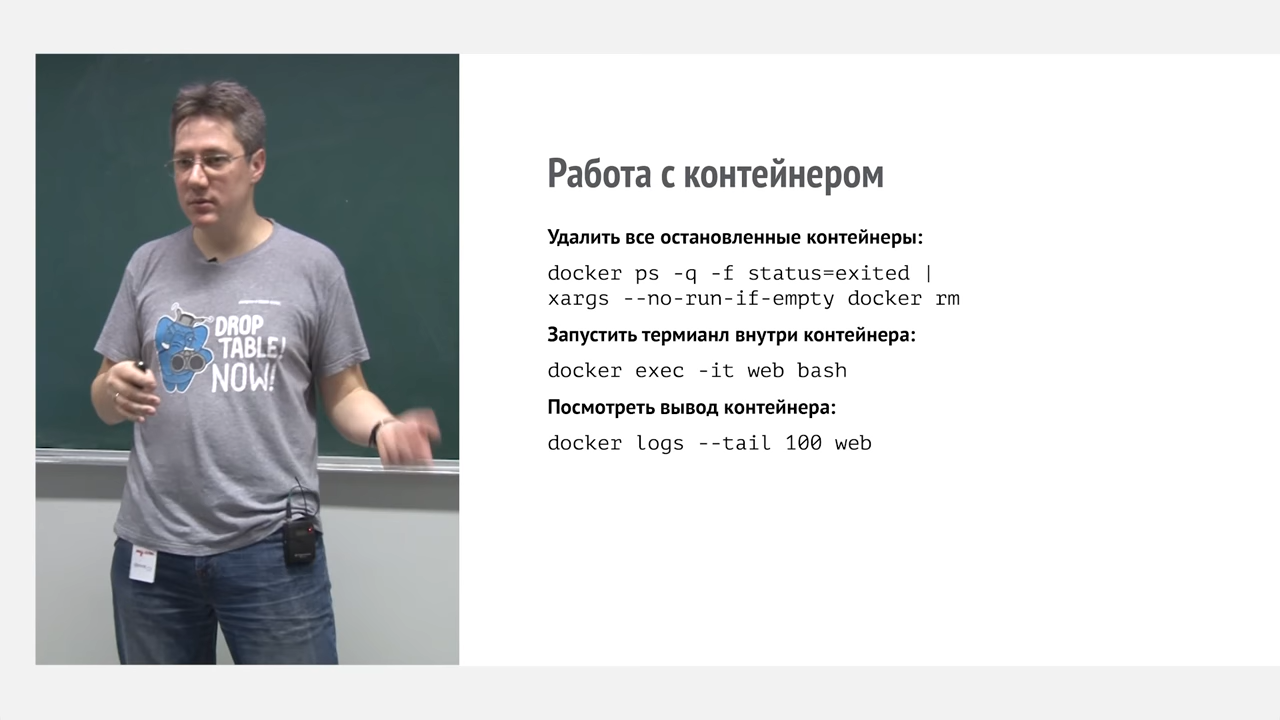 DROP
TABLE!
NOW!
Работа с контейнером
Удалить все остановленные контейнеры:
docker ps -q -f status=exited |
xargs --no-run-if-empty docker rm
Запустить термианл внутри контейнера:
docker exec -it web bash
Посмотреть вывод контейнера:
docker logs --tail 100 web